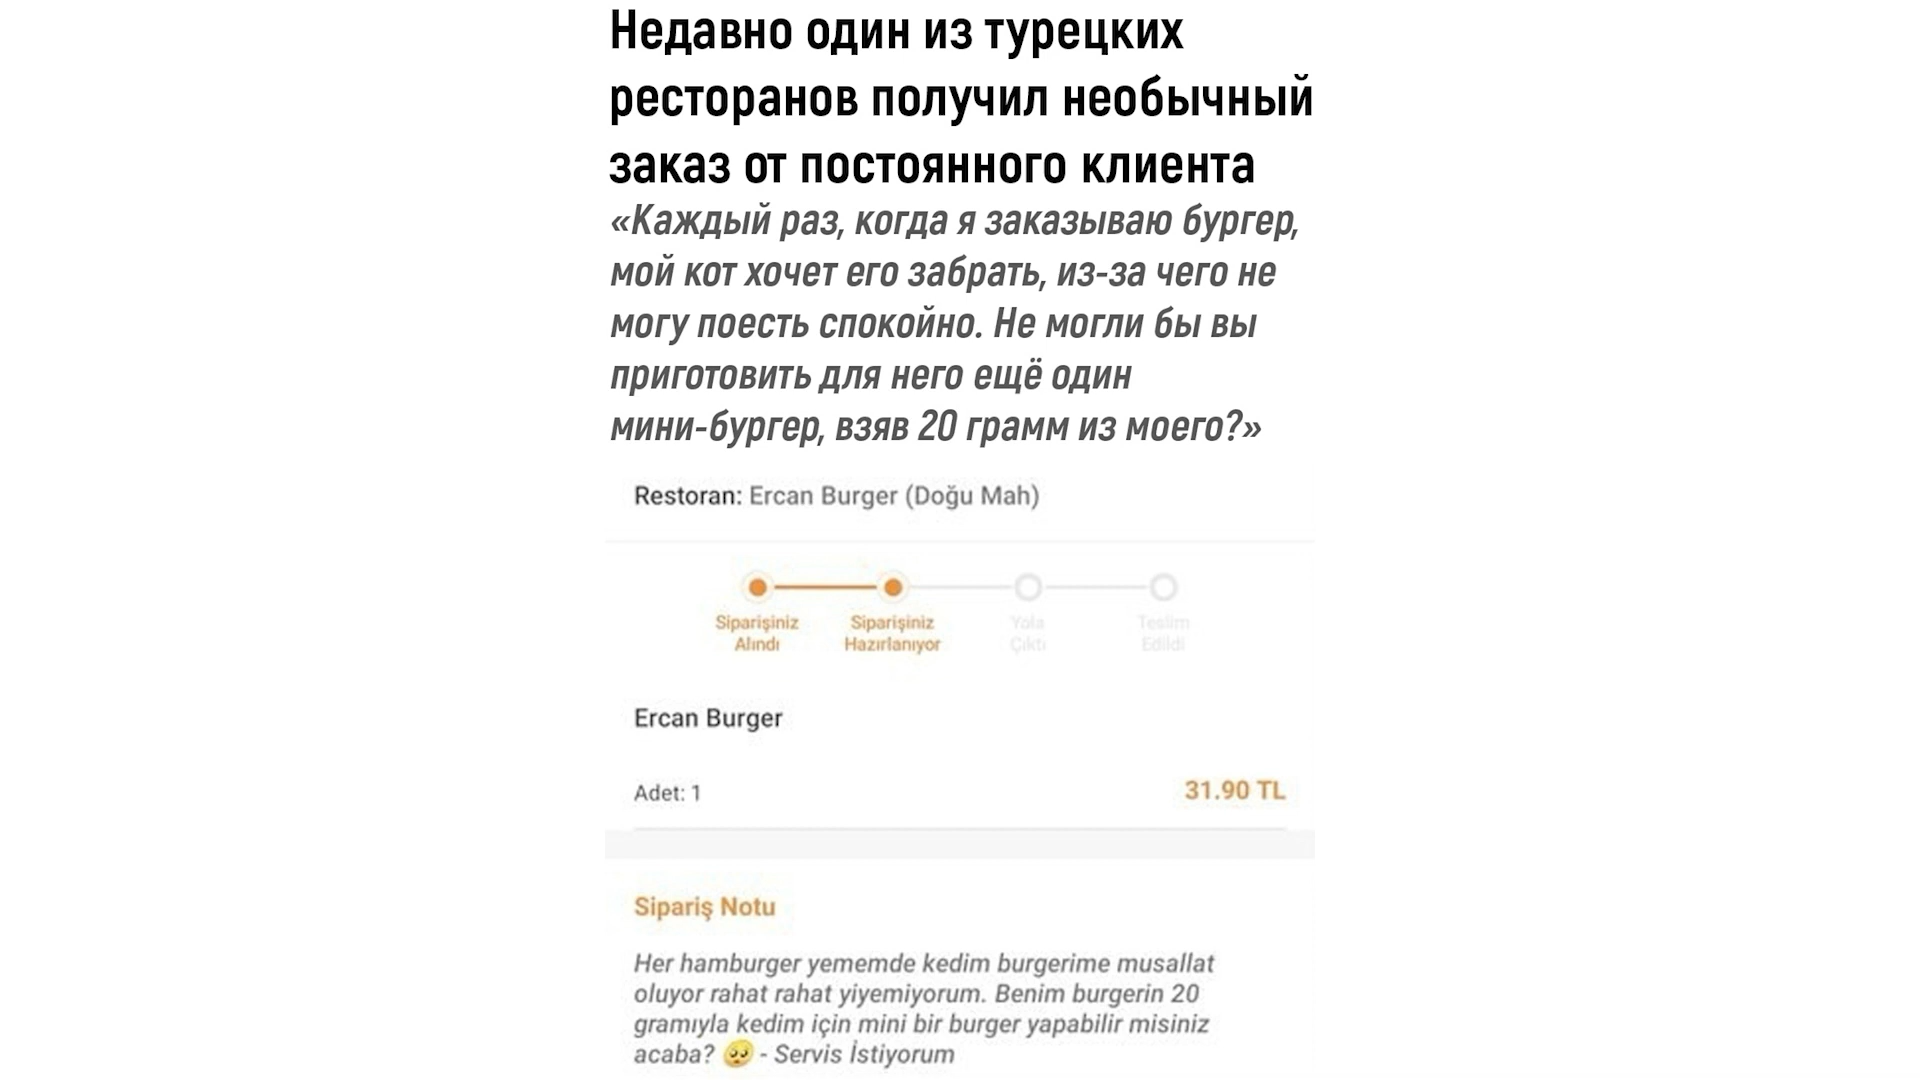 Недавно один из турецких
ресторанов получил необычный
заказ от постоянного клиента
«Каждый раз, когда я заказываю бургер,
мой кот хочет его забрать, из-за чего не
могу поесть спокойно. Не могли бы вы
приготовить для него ещё один
мини-бургер, взяв 20 грамм из моего?»
Restoran: Ercan Burger (Doğu Mah)
Siparişiniz Alındı
Siparişiniz Hazırlanıyor
Yola Çıktı
Teslim Edildi
Ercan Burger
Adet: 1
31.90 TL
Sipariş Notu
Her hamburger yememde kedim burgerime musallat
oluyor rahat rahat yiyemiyorum. Benim burgerin 20
gramıyla kedim için mini bir burger yapabilir misiniz
acaba? 🥺 - Servis İstiyorum